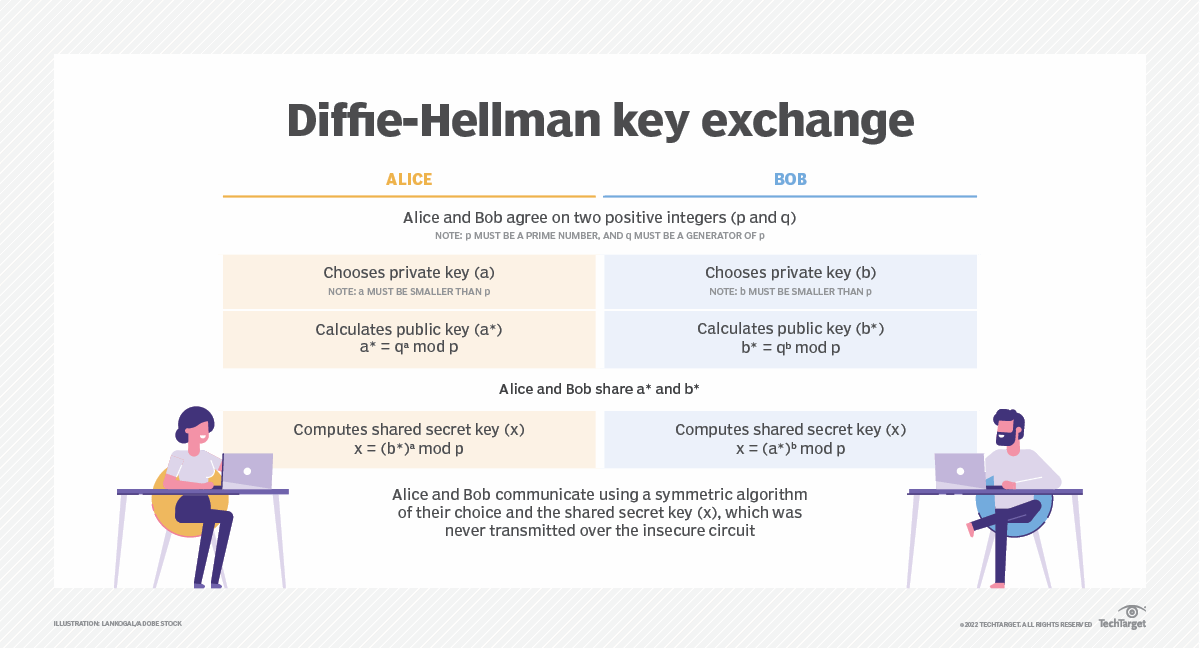 Diffie-Hellman key exchange
ALICE
BOB
Alice and Bob agree on two positive integers (p and q)
NOTE: p MUST BE A PRIME NUMBER, AND q MUST BE A GENERATOR OF p
Chooses private key (a)
NOTE: a MUST BE SMALLER THAN p
Chooses private key (b)
NOTE: b MUST BE SMALLER THAN p
Calculates public key (a*)
a* = qᵃ mod p
Calculates public key (b*)
b* = qᵇ mod p
Alice and Bob share a* and b*
Computes shared secret key (x)
x = (b*)ᵃ mod p
Computes shared secret key (x)
x = (a*)ᵇ mod p
Alice and Bob communicate using a symmetric algorithm
of their choice and the shared secret key (x), which was
never transmitted over the insecure circuit
ILLUSTRATION: LANKOGAL/ADOBE STOCK
©2022 TECHTARGET. ALL RIGHTS RESERVED
TechTarget